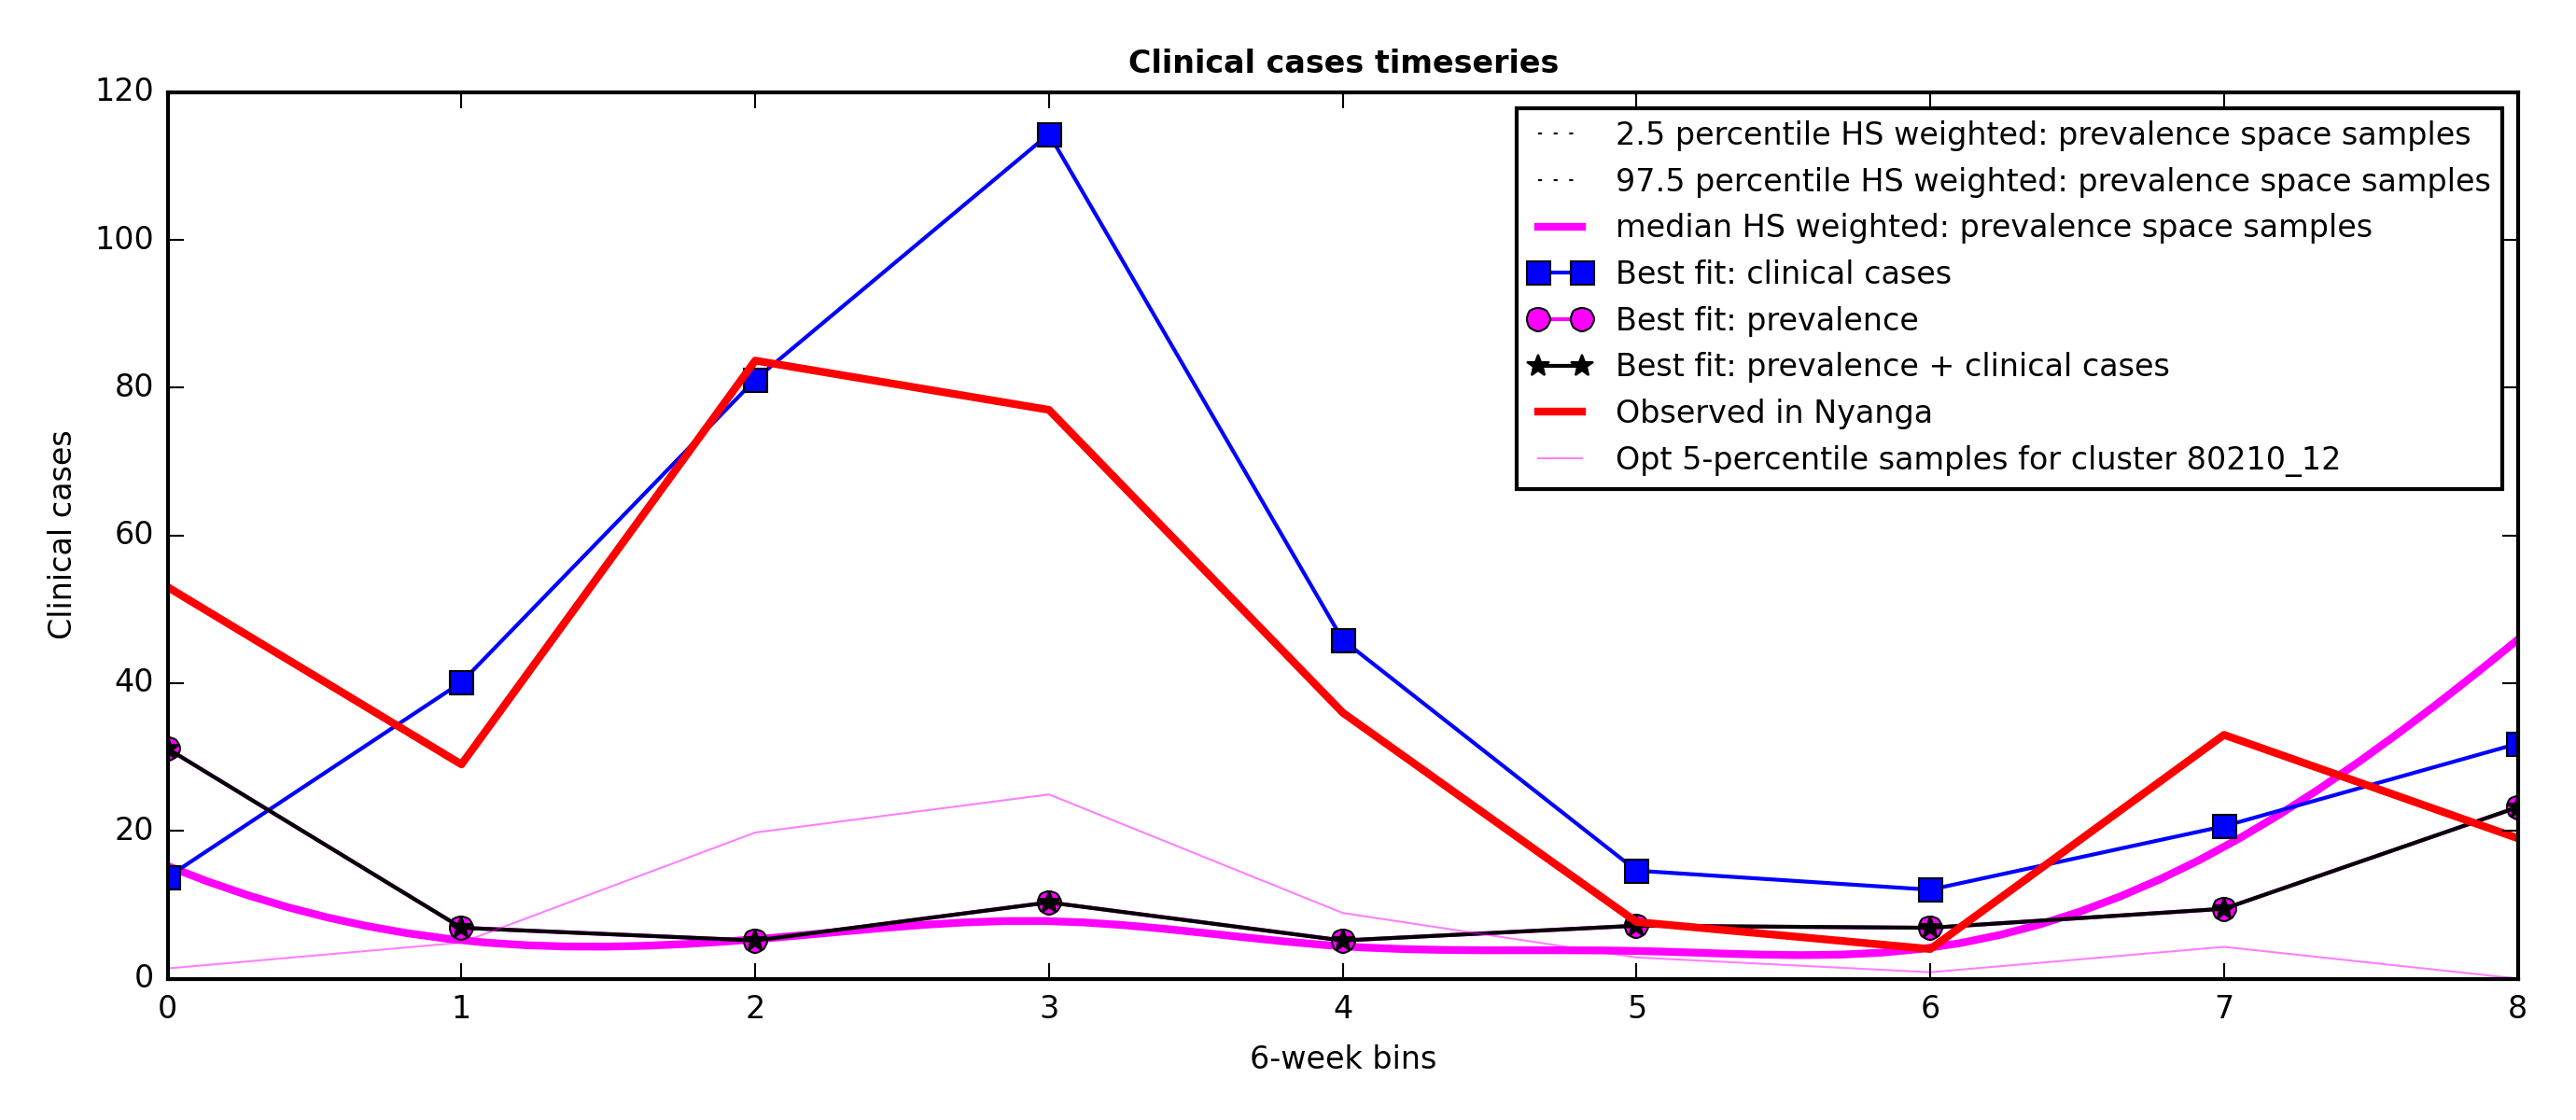 Clinical cases timeseries
120
100
80
60
40
20
0
Clinical cases
2.5 percentile HS weighted: prevalence space samples
97.5 percentile HS weighted: prevalence space samples
median HS weighted: prevalence space samples
Best fit: clinical cases
Best fit: prevalence
Best fit: prevalence + clinical cases
Observed in Nyanga
Opt 5-percentile samples for cluster 80210_12
0 1 2 3 4 5 6 7 8
6-week bins